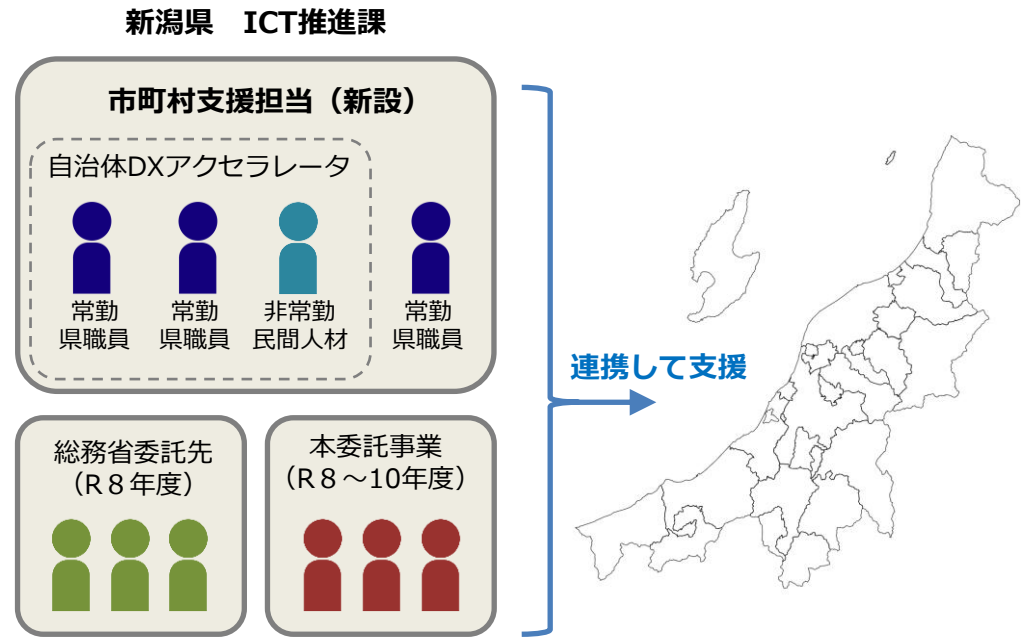 新潟県　ICT推進課
市町村支援担当（新設）
自治体DXアクセラレータ
常勤
県職員
常勤
県職員
非常勤
民間人材
常勤
県職員
連携して支援
総務省委託先
（R８年度）
本委託事業
（R８～10年度）